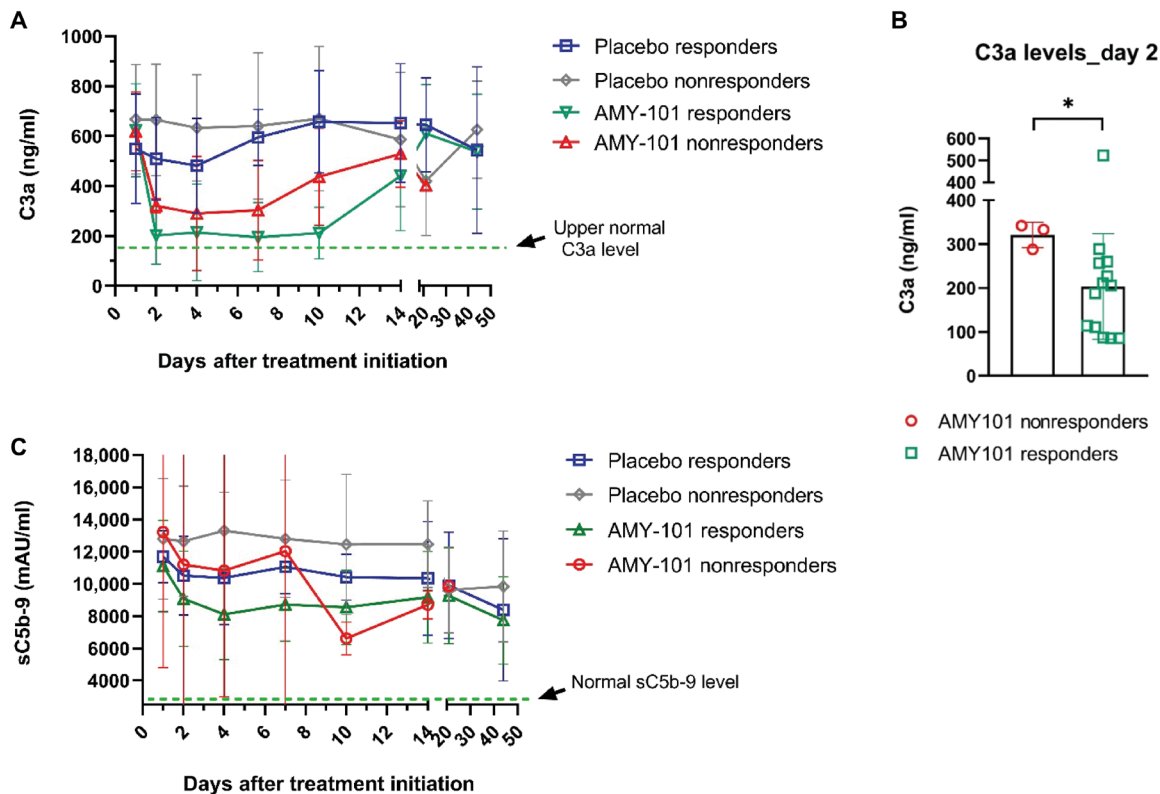 A
1000
800
600
400
200
0
C3a (ng/ml)
0 2 4 6 8 10 14 20 30 40 50
Days after treatment initiation
Placebo responders
Placebo nonresponders
AMY-101 responders
AMY-101 nonresponders
Upper normal
C3a level
B
C3a levels_day 2
*
600
500
400
400
300
200
100
0
C3a (ng/ml)
AMY101 nonresponders
AMY101 responders
C
18,000
16,000
14,000
12,000
10,000
8000
6000
4000
sC5b-9 (mAU/ml)
0 2 4 6 8 10 14 20 30 40 50
Days after treatment initiation
Placebo responders
Placebo nonresponders
AMY-101 responders
AMY-101 nonresponders
Normal sC5b-9 level